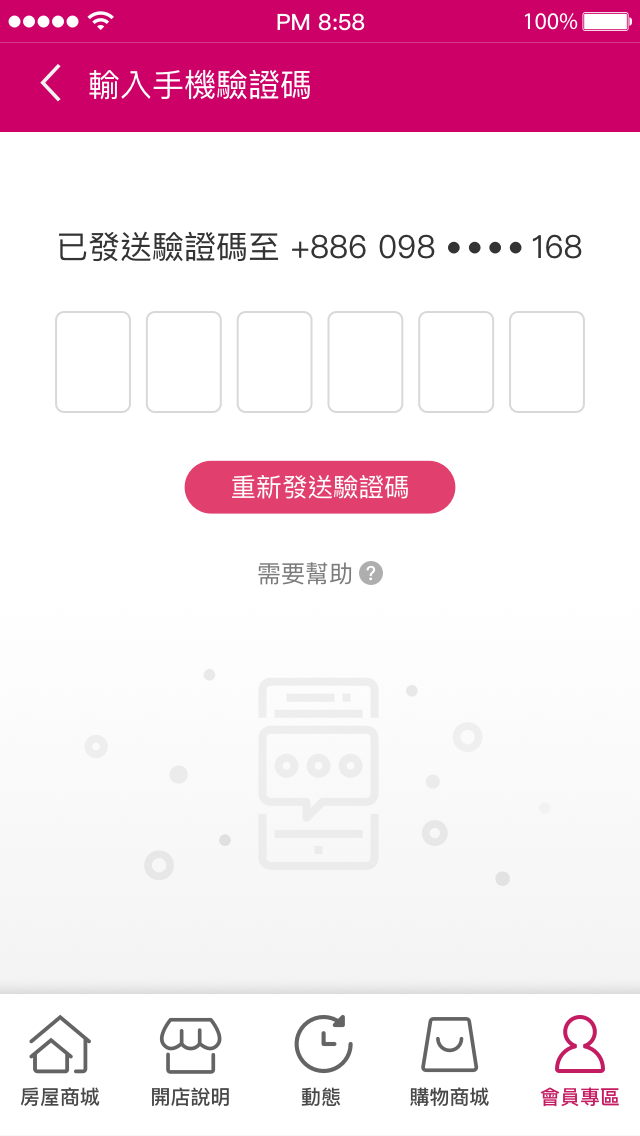 PM 8:58 100%
輸入手機驗證碼
已發送驗證碼至 +886 098 •••• 168
重新發送驗證碼
需要幫助 ?
房屋商城 開店說明 動態 購物商城 會員專區